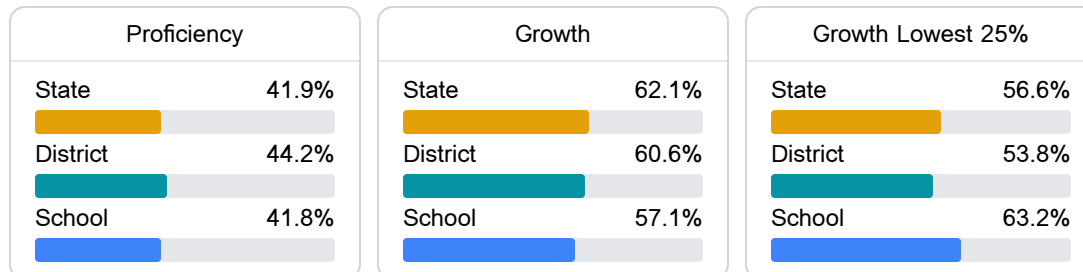 Proficiency
State 41.9%
District 44.2%
School 41.8%
Growth
State 62.1%
District 60.6%
School 57.1%
Growth Lowest 25%
State 56.6%
District 53.8%
School 63.2%